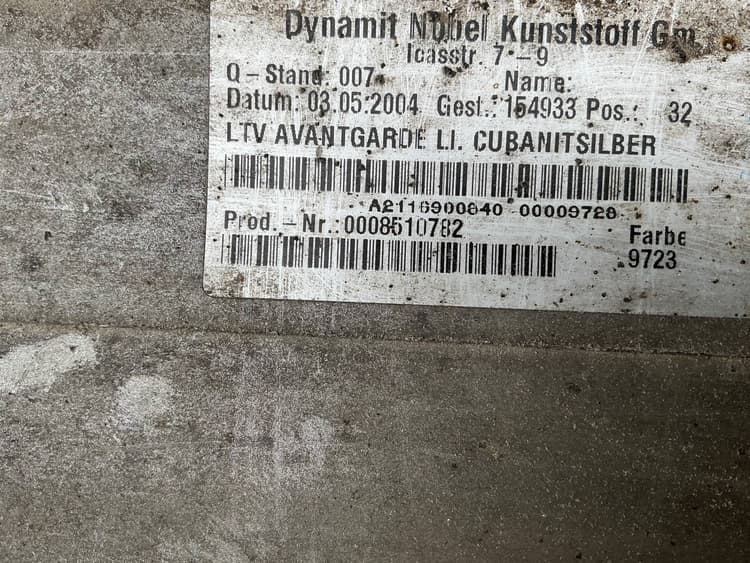 Dynamit Nobel Kunststoff Gm
Icasstr. 7-9
Q-Stand: 007 Name:
Datum: 03.05.2004 Gest.: 154933 Pos.: 32
LTV AVANTGARDE LI. CUBANITSILBER
A2116900840 00009728
Prod.-Nr.:0008510782 Farbe
9723